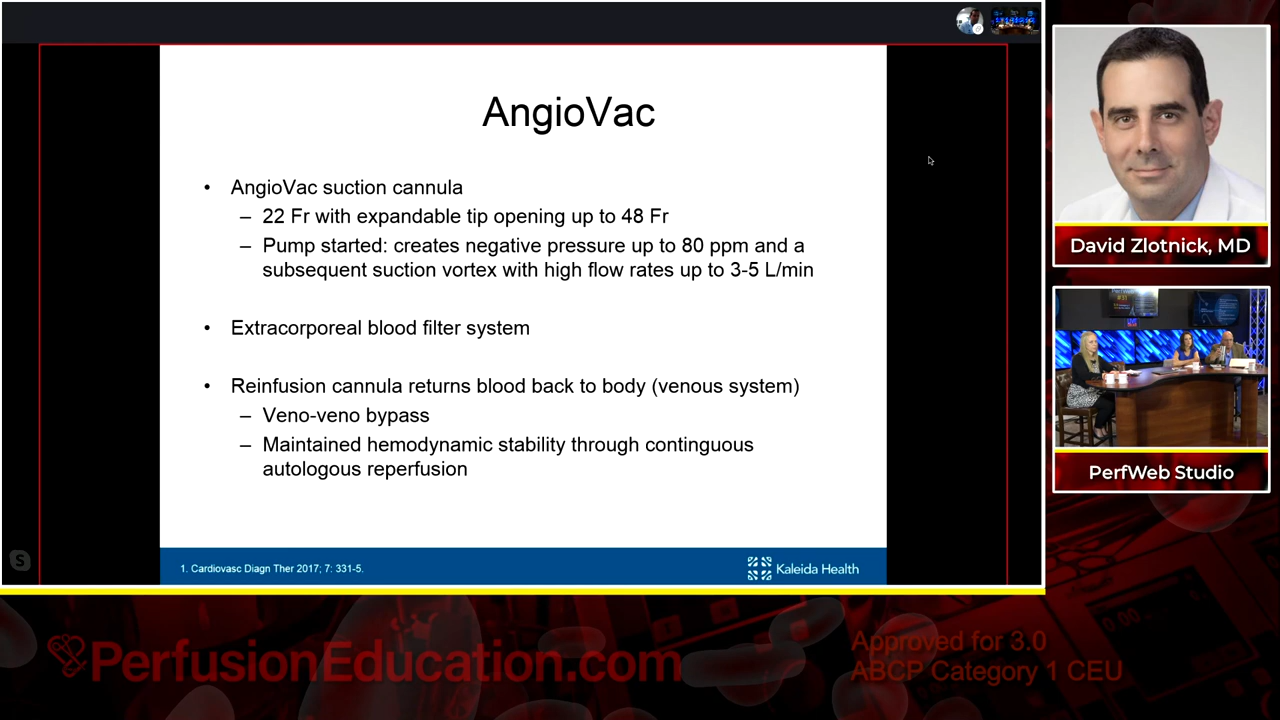 AngioVac
• AngioVac suction cannula
– 22 Fr with expandable tip opening up to 48 Fr
– Pump started: creates negative pressure up to 80 ppm and a
subsequent suction vortex with high flow rates up to 3-5 L/min
• Extracorporeal blood filter system
• Reinfusion cannula returns blood back to body (venous system)
– Veno-veno bypass
– Maintained hemodynamic stability through continguous
autologous reperfusion
1. Cardiovasc Diagn Ther 2017; 7: 331-5.
Kaleida Health
David Zlotnick, MD
PerfWeb Studio
PerfusionEducation.com
Approved for 3.0
ABCP Category 1 CEU